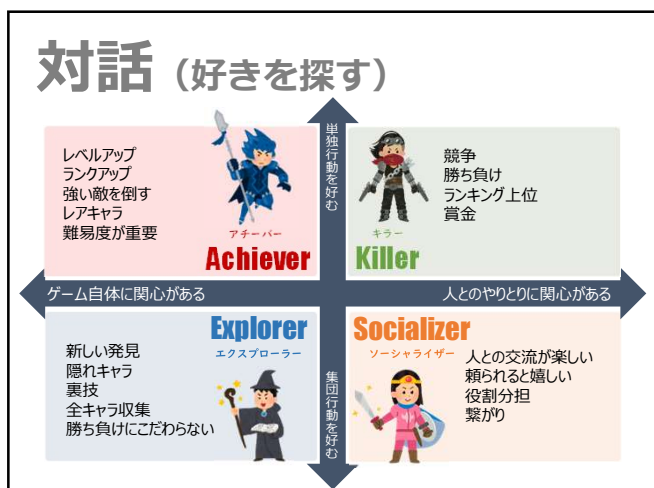 対話（好きを探す）
単独行動を好む
レベルアップ
ランクアップ
強い敵を倒す
レアキャラ
難易度が重要
アチーバー
Achiever
競争
勝ち負け
ランキング上位
賞金
キラー
Killer
ゲーム自体に関心がある
人とのやりとりに関心がある
Explorer
エクスプローラー
新しい発見
隠れキャラ
裏技
全キャラ収集
勝ち負けにこだわらない
Socializer
ソーシャライザー
人との交流が楽しい
頼られると嬉しい
役割分担
繋がり
集団行動を好む